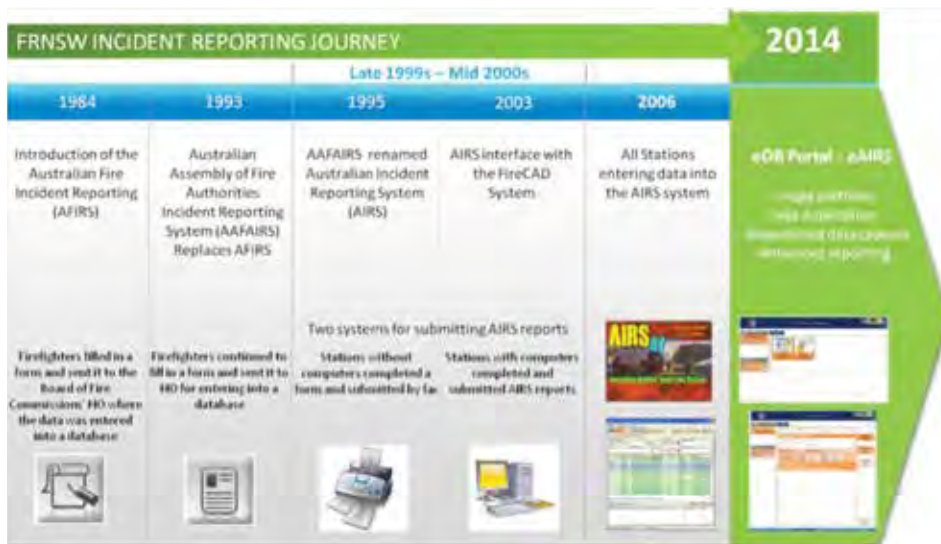 FRNSW INCIDENT REPORTING JOURNEY
2014
Late 1999s – Mid 2000s
1984
1993
1995
2003
2006
Introduction of the
Australian Fire
Incident Reporting
(AFIRS)
Australian
Assembly of Fire
Authorities
Incident Reporting
System (AAFAIRS)
Replaces AFIRS
AAFAIRS renamed
Australian Incident
Reporting System
(AIRS)
AIRS interface with
the FireCAD
System
All Stations
entering data into
the AIRS system
eDB Portal - eAIRS
enhanced reporting
Two systems for submitting AIRS reports
Firefighters filled in a
form and sent it to the
Board of Fire
Commissions' HO where
the data was entered
into a database
Firefighters continued to
fill in a form and sent it to
HO for entering into a
database
Stations without
computers completed a
form and submitted by fax
Stations with computers
completed and
submitted AIRS reports
AIRS